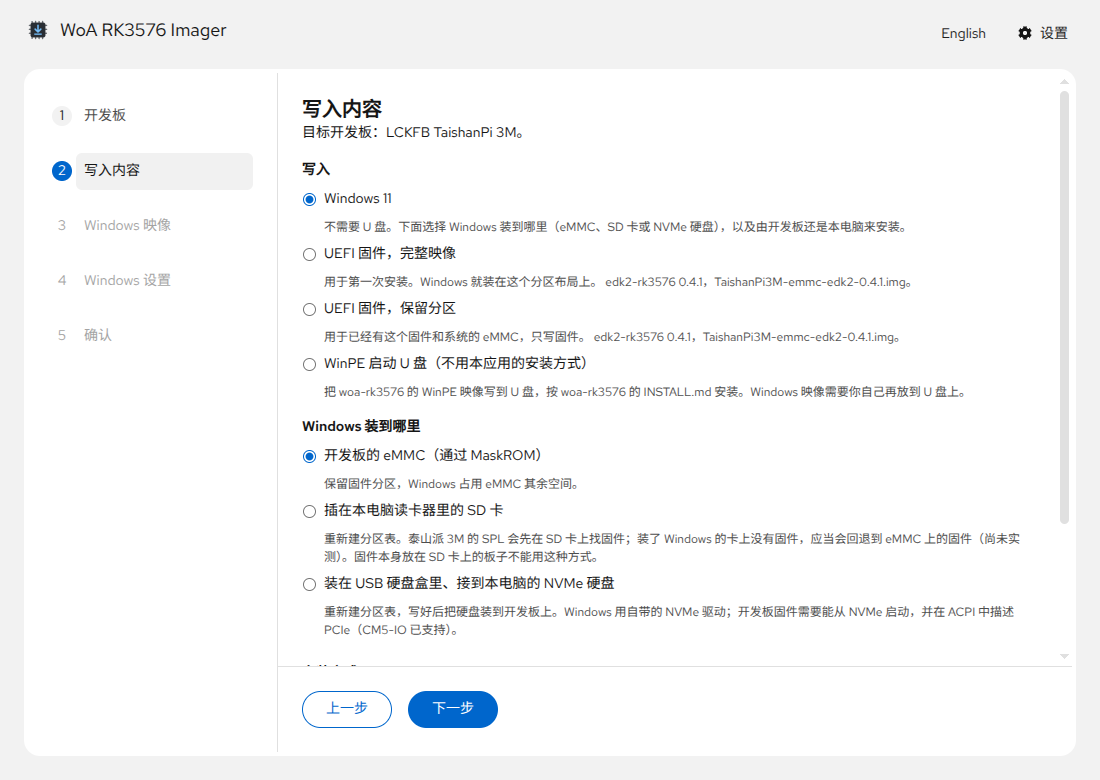 WoA RK3576 Imager
English
设置
1 开发板
2 写入内容
3 Windows 映像
4 Windows 设置
5 确认
写入内容
目标开发板：LCKFB TaishanPi 3M。
写入
Windows 11
不需要 U 盘。下面选择 Windows 装到哪里（eMMC、SD 卡或 NVMe 硬盘），以及由开发板还是本电脑来安装。
UEFI 固件，完整映像
用于第一次安装。Windows 就装在这个分区布局上。 edk2-rk3576 0.4.1，TaishanPi3M-emmc-edk2-0.4.1.img。
UEFI 固件，保留分区
用于已经有这个固件和系统的 eMMC，只写固件。 edk2-rk3576 0.4.1，TaishanPi3M-emmc-edk2-0.4.1.img。
WinPE 启动 U 盘（不用本应用的安装方式）
把 woa-rk3576 的 WinPE 映像写到 U 盘，按 woa-rk3576 的 INSTALL.md 安装。Windows 映像需要你自己再放到 U 盘上。
Windows 装到哪里
开发板的 eMMC（通过 MaskROM）
保留固件分区，Windows 占用 eMMC 其余空间。
插在本电脑读卡器里的 SD 卡
重新建分区表。泰山派 3M 的 SPL 会先在 SD 卡上找固件；装了 Windows 的卡上没有固件，应当会回退到 eMMC 上的固件（尚未实
测）。固件本身放在 SD 卡上的板子不能用这种方式。
装在 USB 硬盘盒里、接到本电脑的 NVMe 硬盘
重新建分区表，写好后把硬盘装到开发板上。Windows 用自带的 NVMe 驱动；开发板固件需要能从 NVMe 启动，并在 ACPI 中描述
PCIe（CM5-IO 已支持）。
上一步
下一步